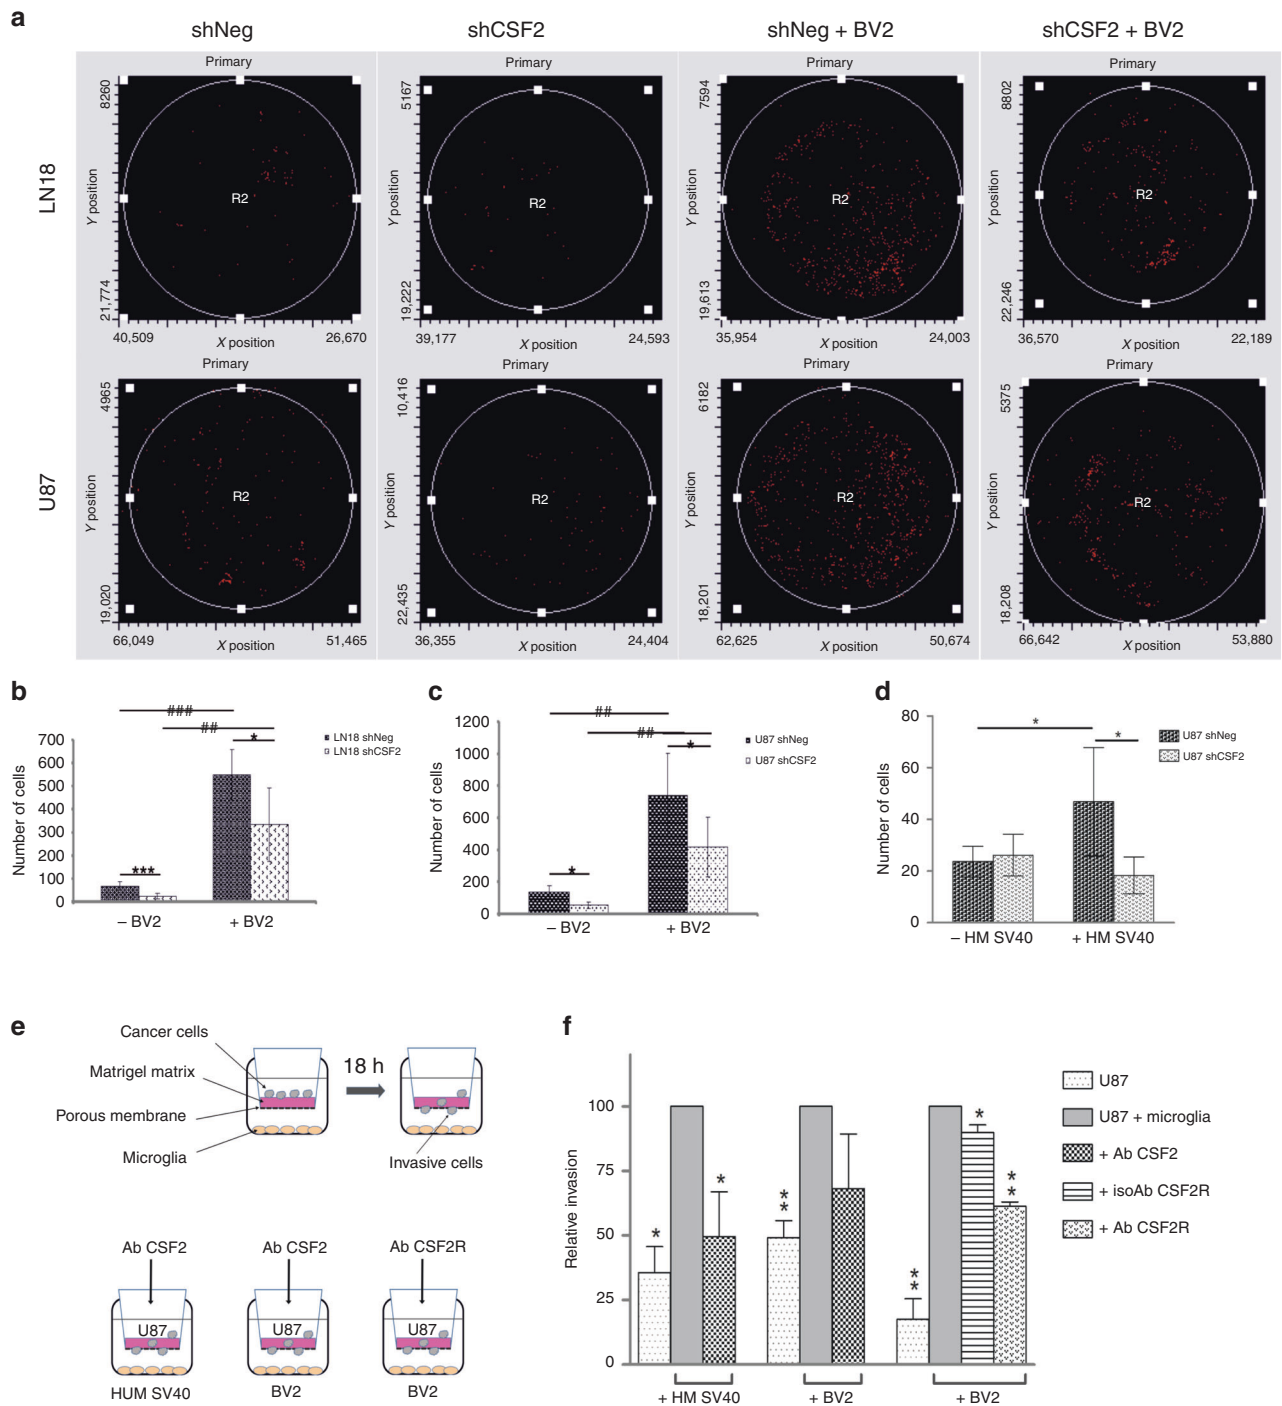 a
shNeg
shCSF2
shNeg + BV2
shCSF2 + BV2
LN18
Primary
8260
Y position
21,774
R2
40,509
X position
26,670
Primary
5167
Y position
19,222
R2
39,177
X position
24,593
Primary
7594
Y position
19,613
R2
35,954
X position
24,003
Primary
8802
Y position
22,246
R2
36,570
X position
22,189
U87
Primary
4965
Y position
19,020
R2
66,049
X position
51,465
Primary
10,416
Y position
22,435
R2
36,355
X position
24,404
Primary
6182
Y position
18,201
R2
62,625
X position
50,674
Primary
5375
Y position
18,208
R2
66,642
X position
53,880
b
###
##
*
***
Number of cells
700
600
500
400
300
200
100
0
– BV2
+ BV2
LN18 shNeg
LN18 shCSF2
c
##
##
*
*
Number of cells
1200
1000
800
600
400
200
0
– BV2
+ BV2
U87 shNeg
U87 shCSF2
d
*
*
Number of cells
80
60
40
20
0
– HM SV40
+ HM SV40
U87 shNeg
U87 shCSF2
e
Cancer cells
Matrigel matrix
Porous membrane
Microglia
18 h
Invasive cells
Ab CSF2
Ab CSF2
Ab CSF2R
U87
U87
U87
HUM SV40
BV2
BV2
f
Relative invasion
100
75
50
25
0
*
*
**
**
*
**
+ HM SV40
+ BV2
+ BV2
U87
U87 + microglia
+ Ab CSF2
+ isoAb CSF2R
+ Ab CSF2R